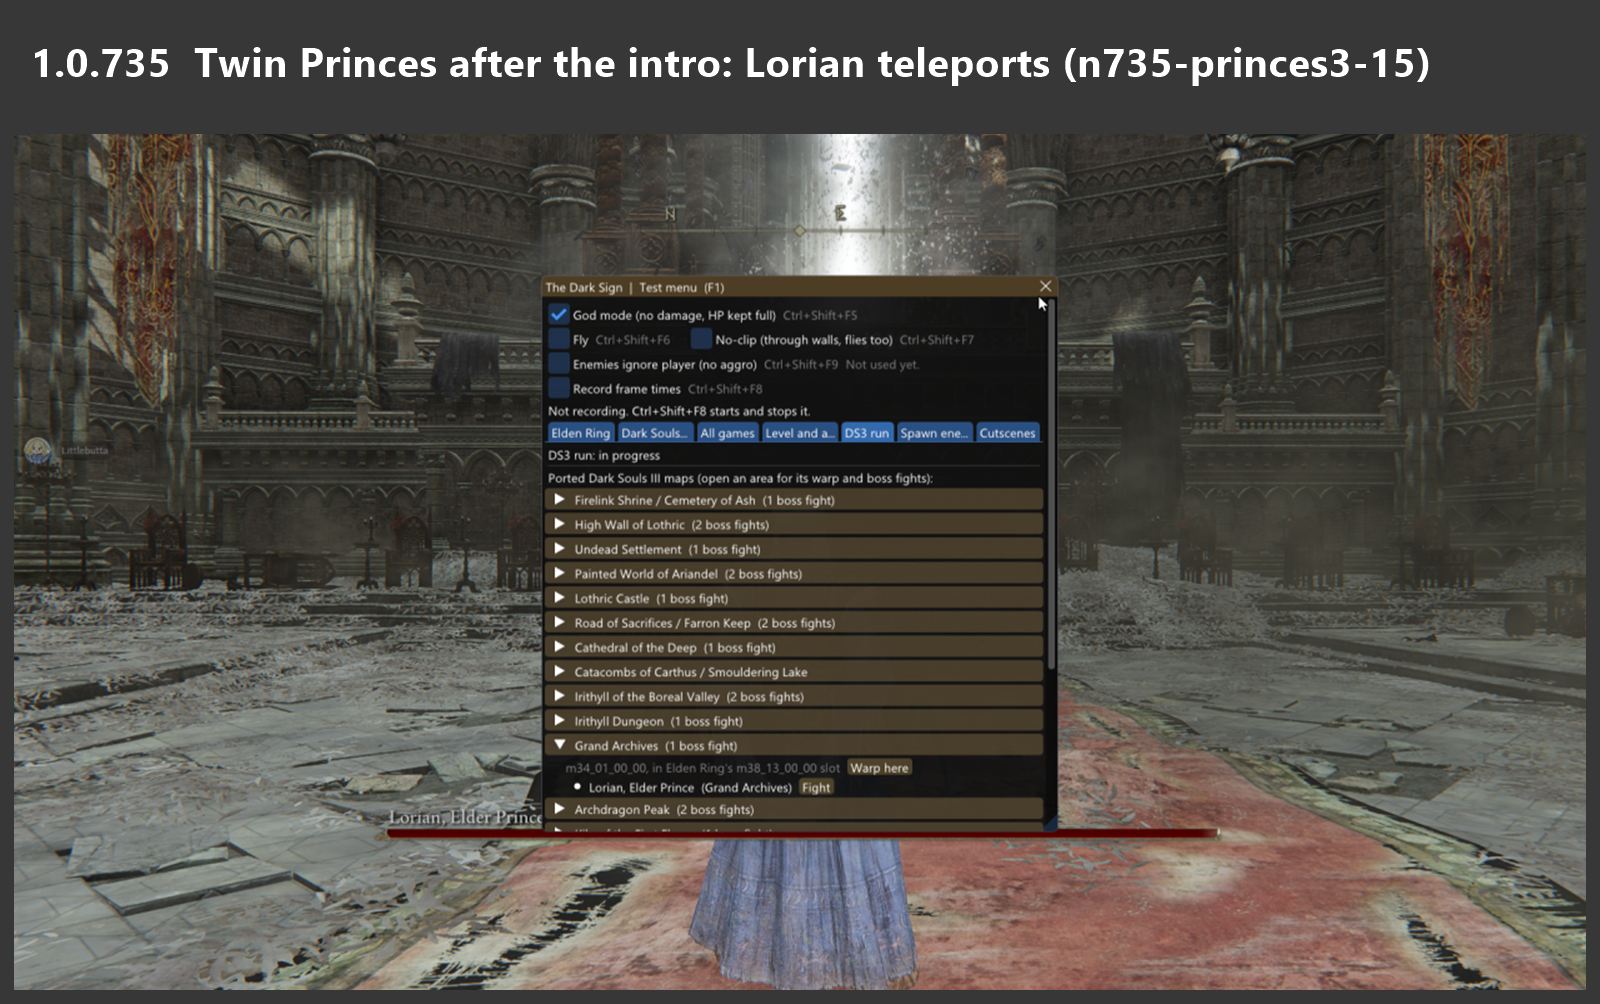 1.0.735 Twin Princes after the intro: Lorian teleports (n735-princes3-15)
N
E
The Dark Sign | Test menu (F1)
God mode (no damage, HP kept full) Ctrl+Shift+F5
Fly Ctrl+Shift+F6 No-clip (through walls, flies too) Ctrl+Shift+F7
Enemies ignore player (no aggro) Ctrl+Shift+F9 Not used yet.
Record frame times Ctrl+Shift+F8
Not recording. Ctrl+Shift+F8 starts and stops it.
Elden Ring Dark Souls... All games Level and a... DS3 run Spawn ene... Cutscenes
Littlebutta
DS3 run: in progress
Ported Dark Souls III maps (open an area for its warp and boss fights):
Firelink Shrine / Cemetery of Ash (1 boss fight)
High Wall of Lothric (2 boss fights)
Undead Settlement (1 boss fight)
Painted World of Ariandel (2 boss fights)
Lothric Castle (1 boss fight)
Road of Sacrifices / Farron Keep (2 boss fights)
Cathedral of the Deep (1 boss fight)
Catacombs of Carthus / Smouldering Lake
Irithyll of the Boreal Valley (2 boss fights)
Irithyll Dungeon (1 boss fight)
Grand Archives (1 boss fight)
m34_01_00_00, in Elden Ring's m38_13_00_00 slot Warp here
Lorian, Elder Prince (Grand Archives) Fight
Archdragon Peak (2 boss fights)
Lorian, Elder Prince